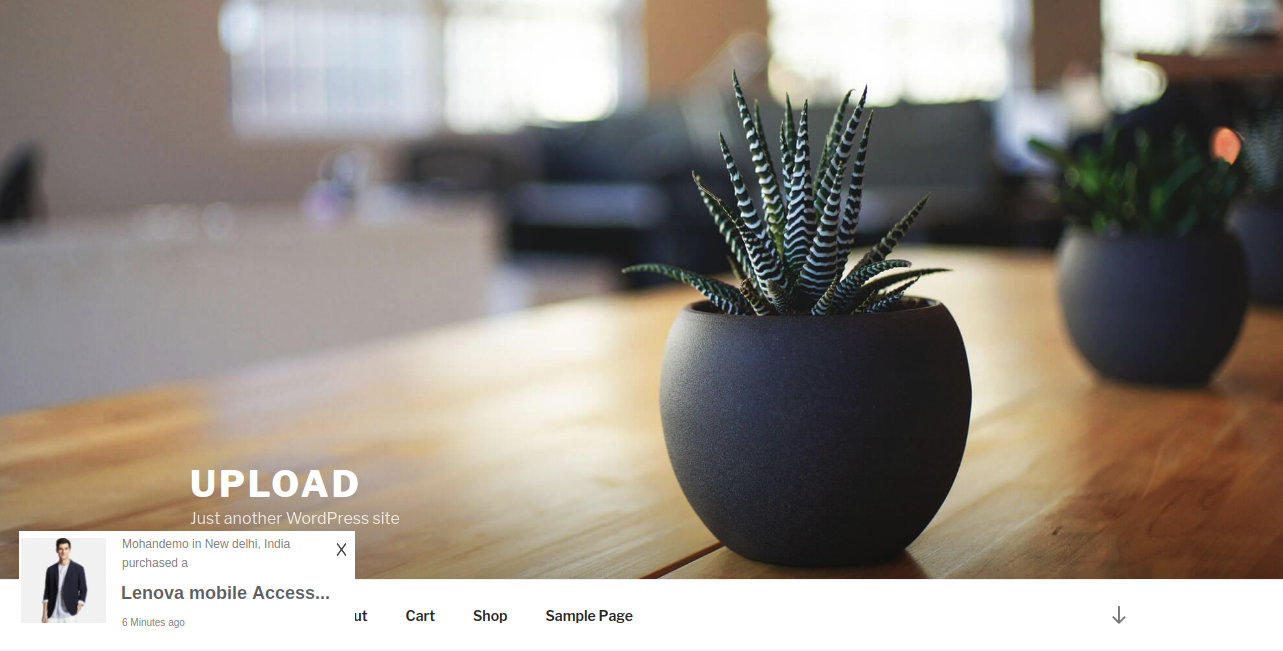 UPLOAD
Just another WordPress site
Mohandemo in New delhi, India
purchased a
X
Lenova mobile Access...
6 Minutes ago
ut Cart Shop Sample Page